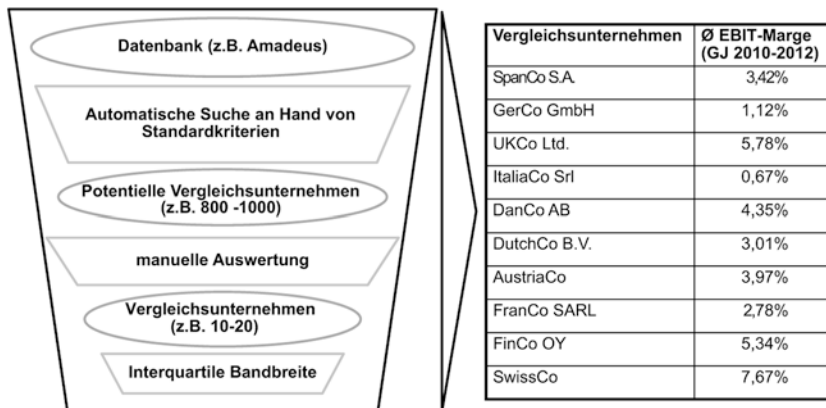 Datenbank (z.B. Amadeus)
Automatische Suche an Hand von
Standardkriterien
Potentielle Vergleichsunternehmen
(z.B. 800 -1000)
manuelle Auswertung
Vergleichsunternehmen
(z.B. 10-20)
Interquartile Bandbreite
Vergleichsunternehmen Ø EBIT-Marge
(GJ 2010-2012)
SpanCo S.A. 3,42%
GerCo GmbH 1,12%
UKCo Ltd. 5,78%
ItaliaCo Srl 0,67%
DanCo AB 4,35%
DutchCo B.V. 3,01%
AustriaCo 3,97%
FranCo SARL 2,78%
FinCo OY 5,34%
SwissCo 7,67%